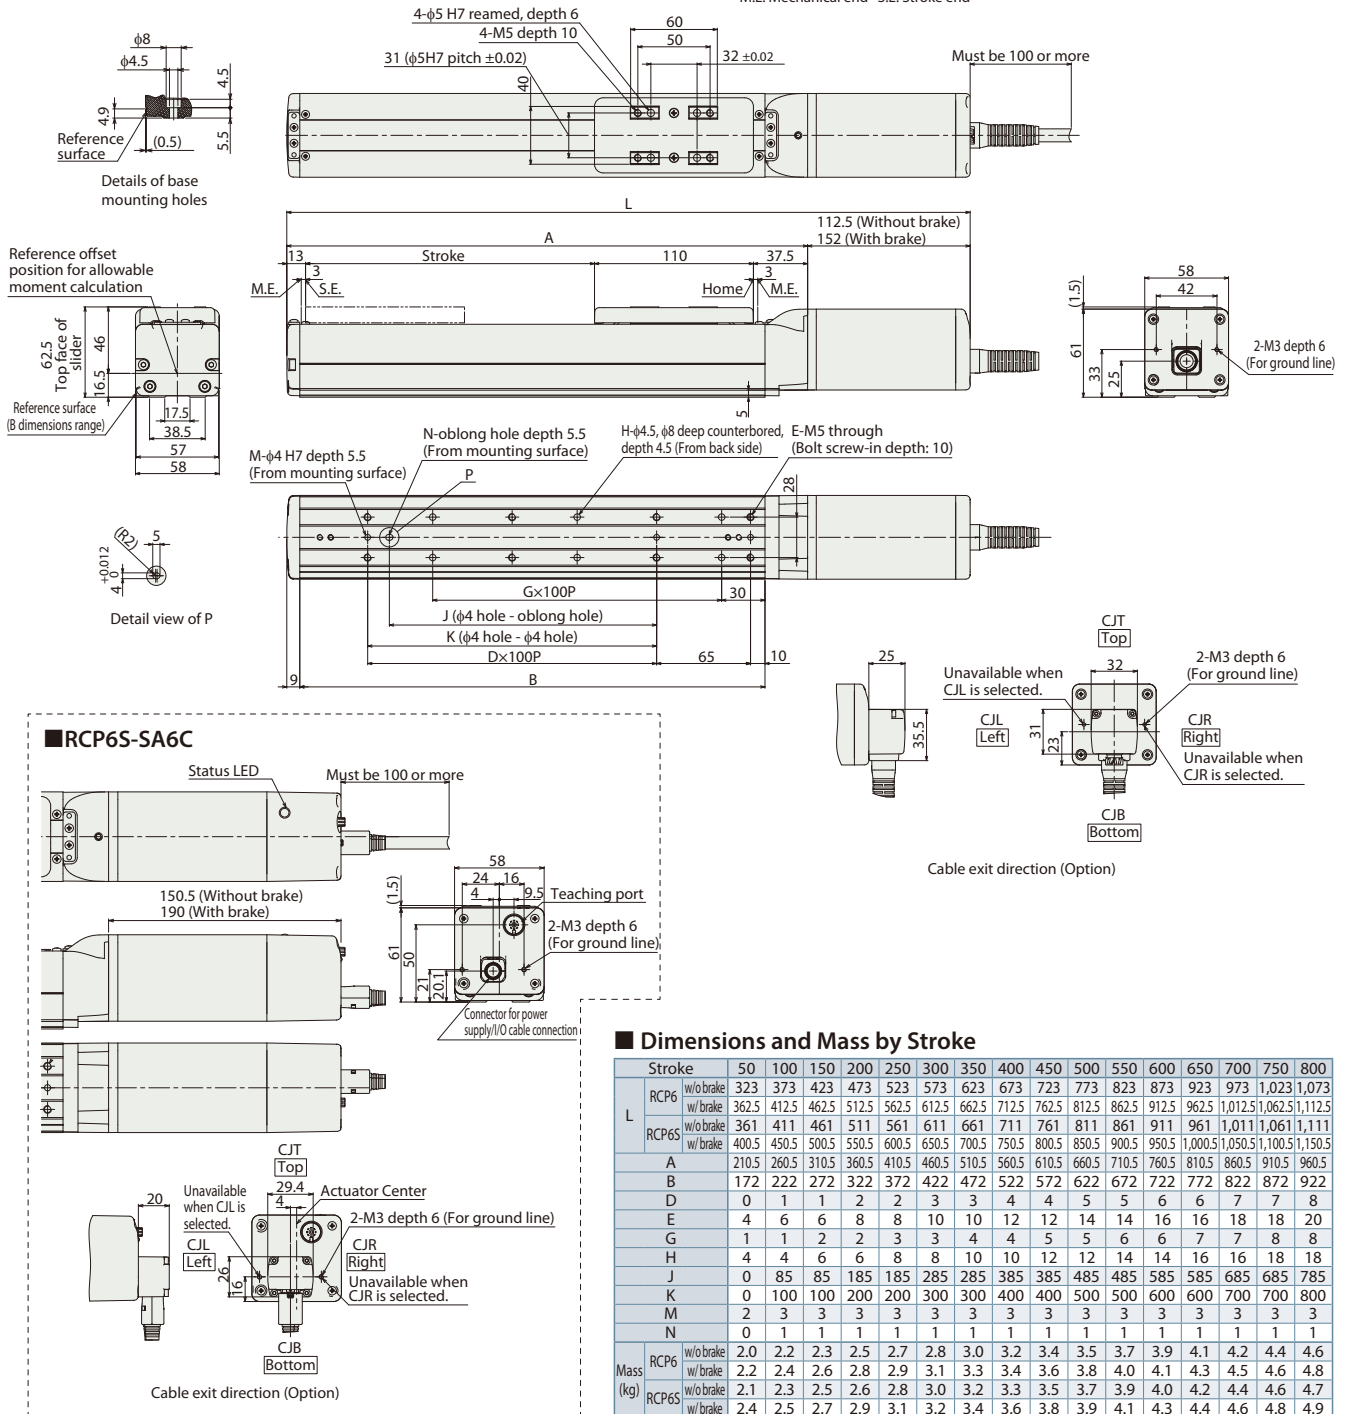 4-φ5 H7 reamed, depth 6
4-M5 depth 10
31 (φ5H7 pitch ±0.02)
60
50
32 ±0.02
40
Must be 100 or more
φ8
φ4.5
4.5
4.9
5.5
Reference
surface
(0.5)
Details of base
mounting holes
L
A
112.5 (Without brake)
152 (With brake)
13
Stroke
110
37.5
3
3
M.E.
S.E.
Home
M.E.
5
Reference offset
position for allowable
moment calculation
62.5
Top face of
slider
46
16.5
Reference surface
(B dimensions range)
17.5
38.5
57
58
58
42
(1.5)
61
33
25
2-M3 depth 6
(For ground line)
M-φ4 H7 depth 5.5
(From mounting surface)
N-oblong hole depth 5.5
(From mounting surface)
P
H-φ4.5, φ8 deep counterbored,
depth 4.5 (From back side)
E-M5 through
(Bolt screw-in depth: 10)
28
G×100P
30
J (φ4 hole - oblong hole)
K (φ4 hole - φ4 hole)
D×100P
65
10
9
B
(R2)
5
4 +0.012 0
Detail view of P
25
35.5
CJT
Top
32
2-M3 depth 6
(For ground line)
Unavailable when
CJL is selected.
CJL
Left
31
23
CJR
Right
Unavailable when
CJR is selected.
CJB
Bottom
Cable exit direction (Option)
■RCP6S-SA6C
Status LED
Must be 100 or more
150.5 (Without brake)
190 (With brake)
58
24
16
4
9.5
(1.5)
61
50
21
20.1
Teaching port
2-M3 depth 6
(For ground line)
Connector for power
supply/I/O cable connection
20
CJT
Top
29.4
4
Actuator Center
2-M3 depth 6 (For ground line)
Unavailable
when CJL is
selected.
CJL
Left
26
16
CJR
Right
Unavailable when
CJR is selected.
CJB
Bottom
Cable exit direction (Option)
■ Dimensions and Mass by Stroke
Stroke 50 100 150 200 250 300 350 400 450 500 550 600 650 700 750 800
L RCP6 w/o brake 323 373 423 473 523 573 623 673 723 773 823 873 923 973 1,023 1,073
w/ brake 362.5 412.5 462.5 512.5 562.5 612.5 662.5 712.5 762.5 812.5 862.5 912.5 962.5 1,012.5 1,062.5 1,112.5
RCP6S w/o brake 361 411 461 511 561 611 661 711 761 811 861 911 961 1,011 1,061 1,111
w/ brake 400.5 450.5 500.5 550.5 600.5 650.5 700.5 750.5 800.5 850.5 900.5 950.5 1,000.5 1,050.5 1,100.5 1,150.5
A 210.5 260.5 310.5 360.5 410.5 460.5 510.5 560.5 610.5 660.5 710.5 760.5 810.5 860.5 910.5 960.5
B 172 222 272 322 372 422 472 522 572 622 672 722 772 822 872 922
D 0 1 1 2 2 3 3 4 4 5 5 6 6 7 7 8
E 4 6 6 8 8 10 10 12 12 14 14 16 16 18 18 20
G 1 1 2 2 3 3 4 4 5 5 6 6 7 7 8 8
H 4 4 6 6 8 8 10 10 12 12 14 14 16 16 18 18
J 0 85 85 185 185 285 285 385 385 485 485 585 585 685 685 785
K 0 100 100 200 200 300 300 400 400 500 500 600 600 700 700 800
M 2 3 3 3 3 3 3 3 3 3 3 3 3 3 3 3
N 0 1 1 1 1 1 1 1 1 1 1 1 1 1 1 1
Mass (kg) RCP6 w/o brake 2.0 2.2 2.3 2.5 2.7 2.8 3.0 3.2 3.4 3.5 3.7 3.9 4.1 4.2 4.4 4.6
w/ brake 2.2 2.4 2.6 2.8 2.9 3.1 3.3 3.4 3.6 3.8 4.0 4.1 4.3 4.5 4.6 4.8
RCP6S w/o brake 2.1 2.3 2.5 2.6 2.8 3.0 3.2 3.3 3.5 3.7 3.9 4.0 4.2 4.4 4.6 4.7
w/ brake 2.4 2.5 2.7 2.9 3.1 3.2 3.4 3.6 3.8 3.9 4.1 4.3 4.4 4.6 4.8 4.9